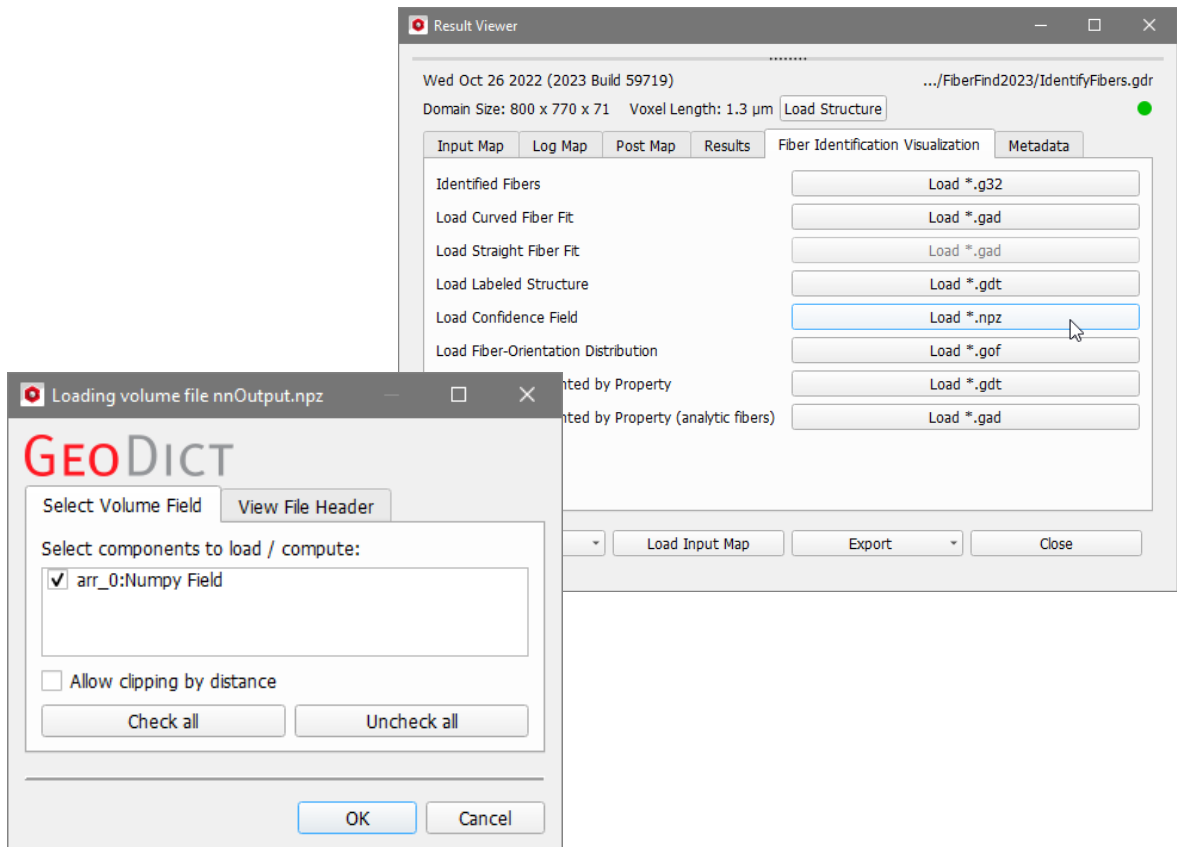 Result Viewer
Wed Oct 26 2022 (2023 Build 59719) .../FiberFind2023/IdentifyFibers.gdr
Domain Size: 800 x 770 x 71 Voxel Length: 1.3 µm Load Structure
Input Map Log Map Post Map Results Fiber Identification Visualization Metadata
Identified Fibers Load *.g32
Load Curved Fiber Fit Load *.gad
Load Straight Fiber Fit Load *.gad
Load Labeled Structure Load *.gdt
Load Confidence Field Load *.npz
Load Fiber-Orientation Distribution Load *.gof
by Property Load *.gdt
by Property (analytic fibers) Load *.gad
Load Input Map Export Close
Loading volume file nnOutput.npz
GEODICT
Select Volume Field View File Header
Select components to load / compute:
arr_0:Numpy Field
Allow clipping by distance
Check all Uncheck all
OK Cancel